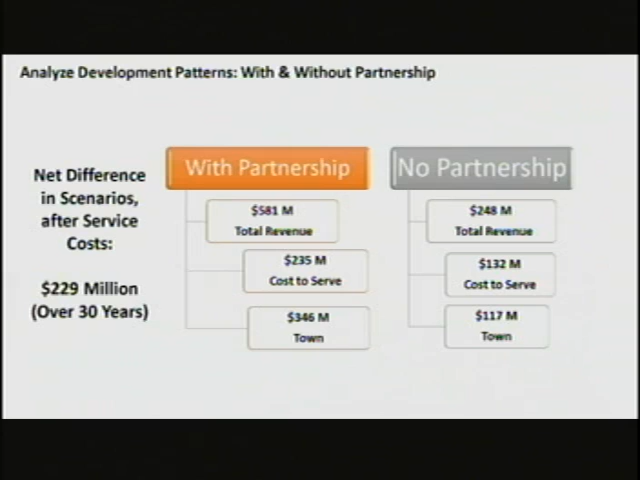 Analyze Development Patterns: With & Without Partnership
Net Difference
in Scenarios,
after Service
Costs:
$229 Million
(Over 30 Years)
With Partnership
$581 M
Total Revenue
$235 M
Cost to Serve
$346 M
Town
No Partnership
$248 M
Total Revenue
$132 M
Cost to Serve
$117 M
Town